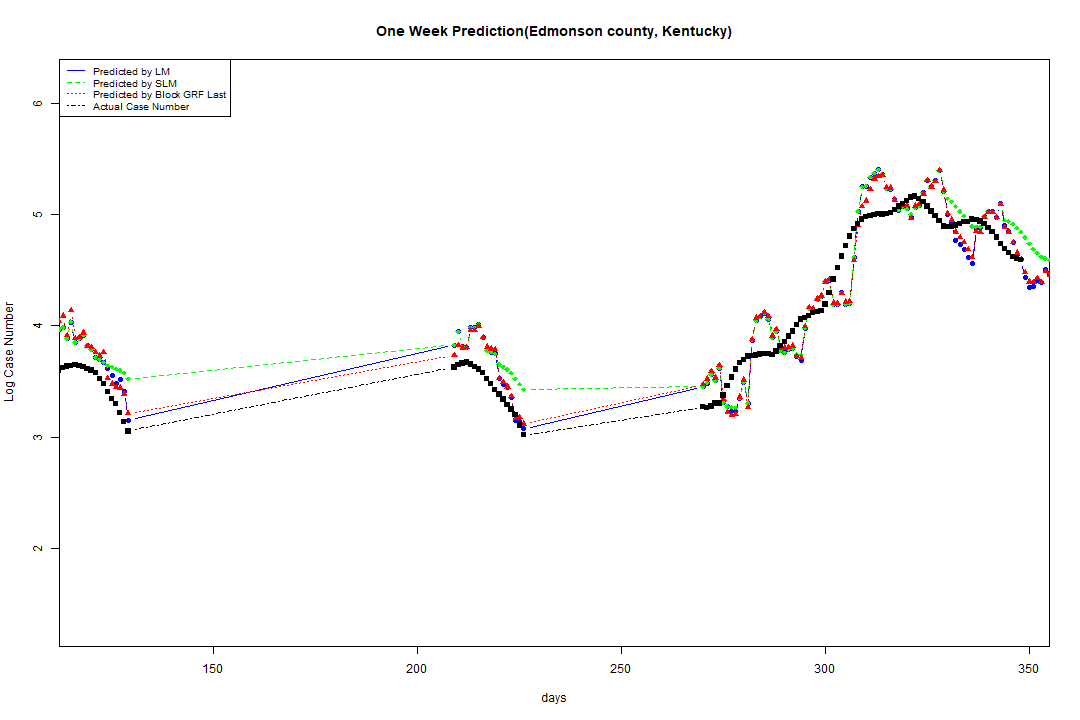 One Week Prediction(Edmonson county, Kentucky)
Predicted by LM
Predicted by SLM
Predicted by Block GRF Last
Actual Case Number
Log Case Number
6
5
4
3
2
150 200 250 300 350
days